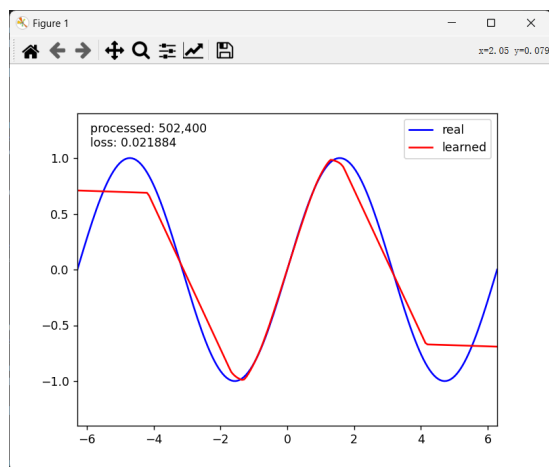 Figure 1
x=2.05 y=0.079
processed: 502,400
loss: 0.021884
real
learned
1.0
0.5
0.0
−0.5
−1.0
−6 −4 −2 0 2 4 6